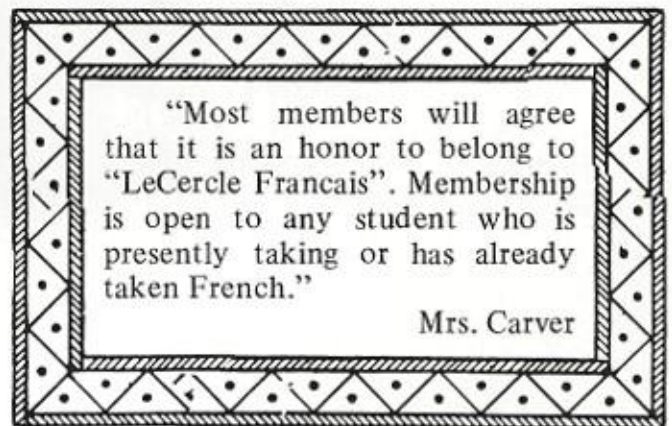 “Most members will agree
that it is an honor to belong to
“LeCercle Francais”. Membership
is open to any student who is
presently taking or has already
taken French.”
Mrs. Carver